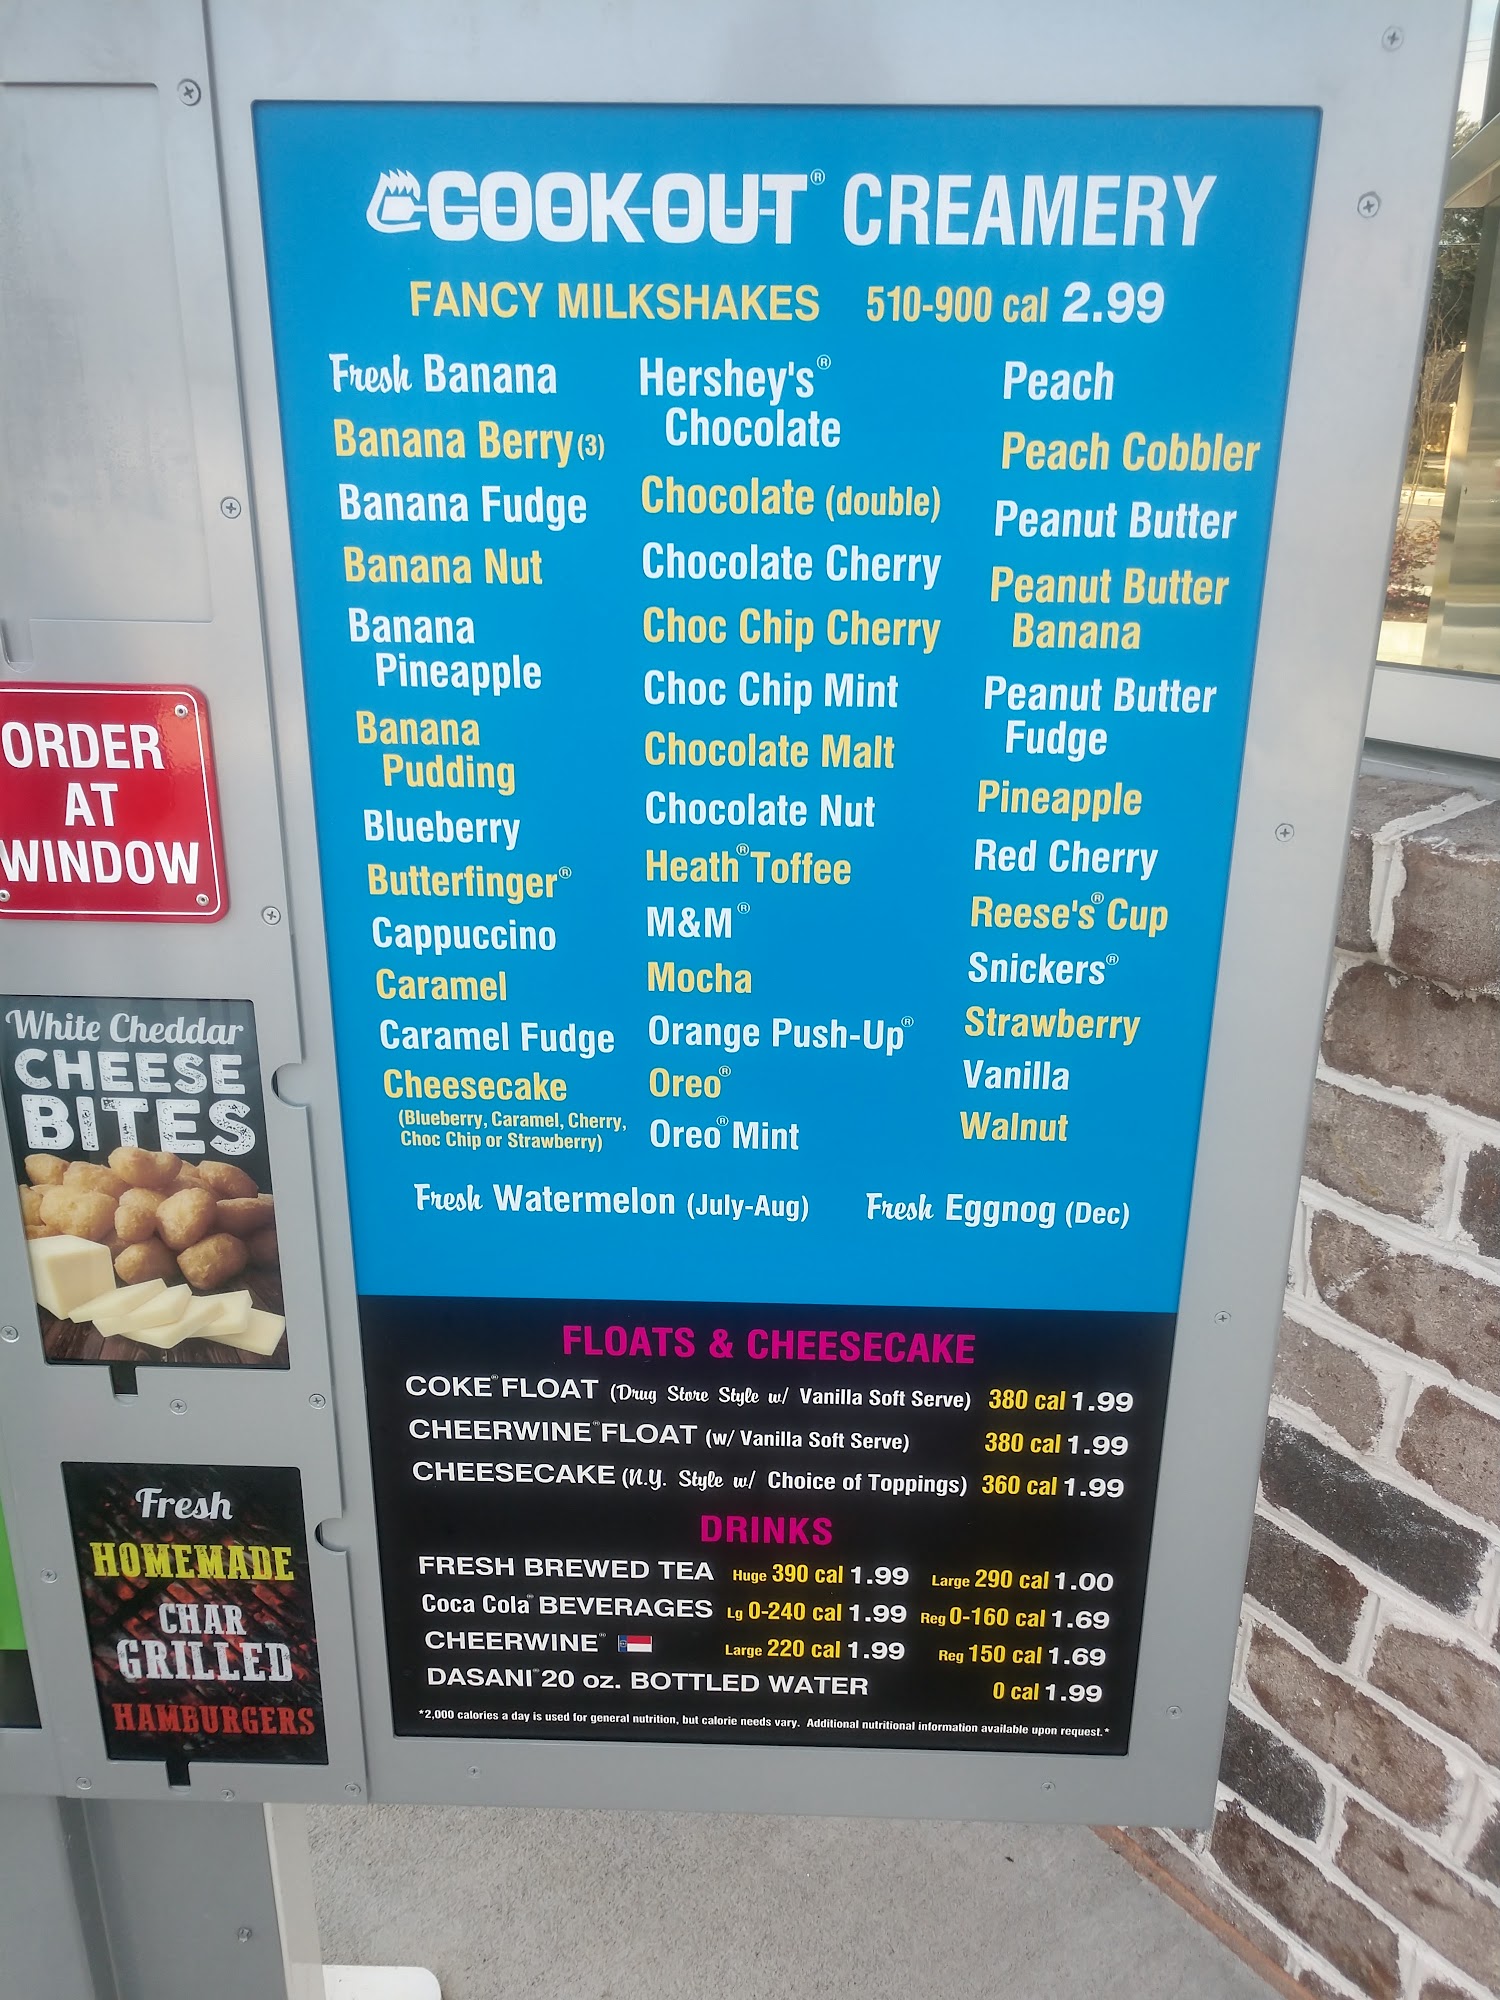 COOK-OUT® CREAMERY
FANCY MILKSHAKES 510-900 cal 2.99
Fresh Banana
Banana Berry (3)
Banana Fudge
Banana Nut
Banana
Pineapple
Banana
Pudding
Blueberry
Butterfinger®
Cappuccino
Caramel
Caramel Fudge
Cheesecake
(Blueberry, Caramel, Cherry,
Choc Chip or Strawberry)
Hershey's®
Chocolate
Chocolate (double)
Chocolate Cherry
Choc Chip Cherry
Choc Chip Mint
Chocolate Malt
Chocolate Nut
Heath® Toffee
M&M®
Mocha
Orange Push-Up®
Oreo®
Oreo® Mint
Peach
Peach Cobbler
Peanut Butter
Peanut Butter
Banana
Peanut Butter
Fudge
Pineapple
Red Cherry
Reese's® Cup
Snickers®
Strawberry
Vanilla
Walnut
Fresh Watermelon (July-Aug) Fresh Eggnog (Dec)
FLOATS & CHEESECAKE
COKE® FLOAT (Drug Store Style w/ Vanilla Soft Serve) 380 cal 1.99
CHEERWINE® FLOAT (w/ Vanilla Soft Serve) 380 cal 1.99
CHEESECAKE (N.Y. Style w/ Choice of Toppings) 360 cal 1.99
DRINKS
FRESH BREWED TEA Huge 390 cal 1.99 Large 290 cal 1.00
Coca Cola® BEVERAGES Lg 0-240 cal 1.99 Reg 0-160 cal 1.69
CHEERWINE® Large 220 cal 1.99 Reg 150 cal 1.69
DASANI® 20 oz. BOTTLED WATER 0 cal 1.99
*2,000 calories a day is used for general nutrition, but calorie needs vary. Additional nutritional information available upon request.*
ORDER
AT
WINDOW
White Cheddar
CHEESE
BITES
Fresh
HOMEMADE
CHAR
GRILLED
HAMBURGERS